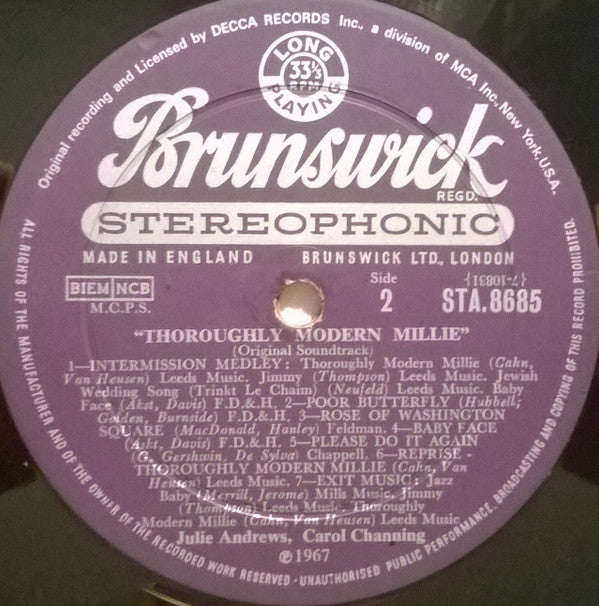 Original recording and Licensed by DECCA RECORDS Inc., a division of MCA Inc., New York, U.S.A.
LONG
33⅓
R.P.M.
PLAYING
Brunswick
REGD.
STEREOPHONIC
MADE IN ENGLAND BRUNSWICK LTD., LONDON
BIEM NCB
M.C.P.S.
Side
2
{7-10831}
STA.8685
"THOROUGHLY MODERN MILLIE"
(Original Soundtrack)
1—INTERMISSION MEDLEY: Thoroughly Modern Millie (Cahn,
Van Heusen) Leeds Music. Jimmy (Thompson) Leeds Music. Jewish
Wedding Song (Trinkt Le Chaim) (Neufeld) Leeds Music. Baby
Face (Akst, Davis) F.D.&H. 2—POOR BUTTERFLY (Hubbell;
Golden, Burnside) F.D.&H. 3—ROSE OF WASHINGTON
SQUARE (MacDonald, Hanley) Feldman. 4—BABY FACE
(Askt, Davis) F.D.&H. 5—PLEASE DO IT AGAIN
(G. Gershwin, De Sylva) Chappell. 6—REPRISE -
THOROUGHLY MODERN MILLIE (Cahn, Van
Heusen) Leeds Music. 7—EXIT MUSIC: Jazz
Baby (Merrill, Jerome) Mills Music. Jimmy
(Thompson) Leeds Music. Thoroughly
Modern Millie (Cahn, Van Heusen) Leeds Music
Julie Andrews, Carol Channing
℗1967
ALL RIGHTS OF THE MANUFACTURER AND OF THE OWNER OF THE RECORDED WORK RESERVED - UNAUTHORISED PUBLIC PERFORMANCE, BROADCASTING AND COPYING OF THIS RECORD PROHIBITED.